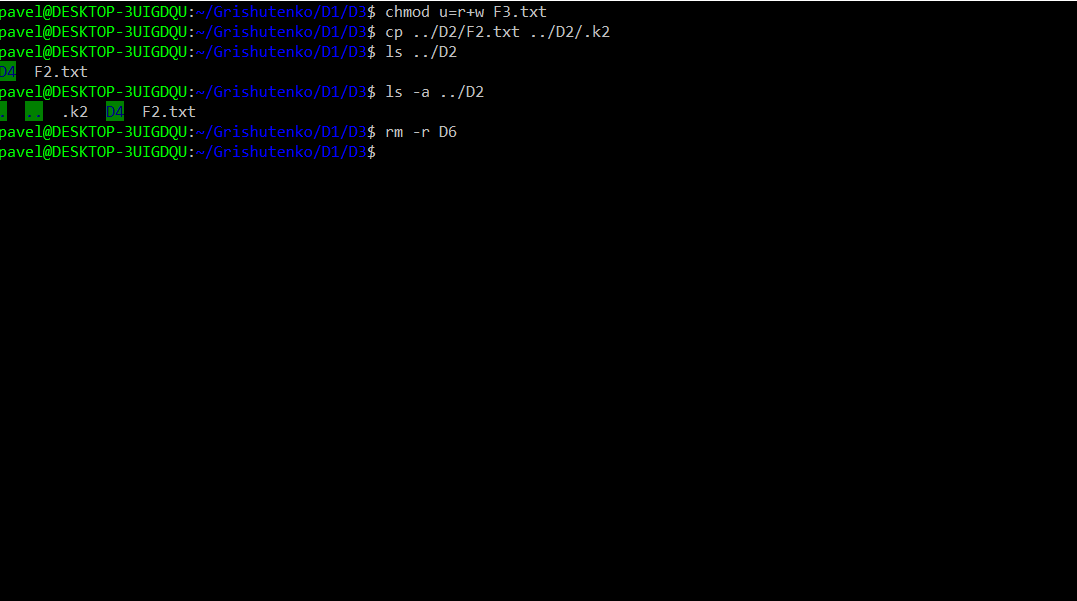 pavel@DESKTOP-3UIGDQU:~/Grishutenko/D1/D3$ chmod u=r+w F3.txt
pavel@DESKTOP-3UIGDQU:~/Grishutenko/D1/D3$ cp ../D2/F2.txt ../D2/.k2
pavel@DESKTOP-3UIGDQU:~/Grishutenko/D1/D3$ ls ../D2
D4  F2.txt
pavel@DESKTOP-3UIGDQU:~/Grishutenko/D1/D3$ ls -a ../D2
.  ..  .k2  D4  F2.txt
pavel@DESKTOP-3UIGDQU:~/Grishutenko/D1/D3$ rm -r D6
pavel@DESKTOP-3UIGDQU:~/Grishutenko/D1/D3$